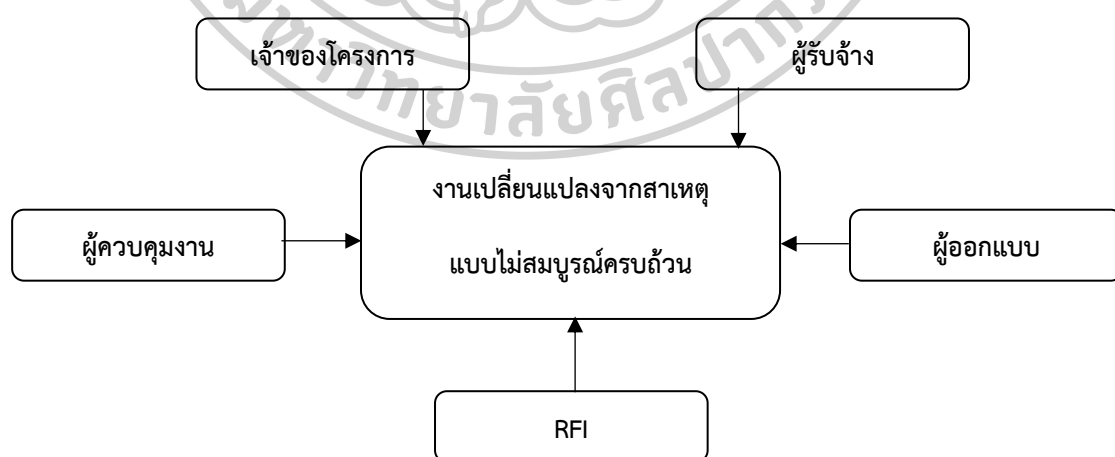 เจ้าของโครงการ
ผู้รับจ้าง
งานเปลี่ยนแปลงจากสาเหตุ
แบบไม่สมบูรณ์ครบถ้วน
ผู้ควบคุมงาน
ผู้ออกแบบ
RFI